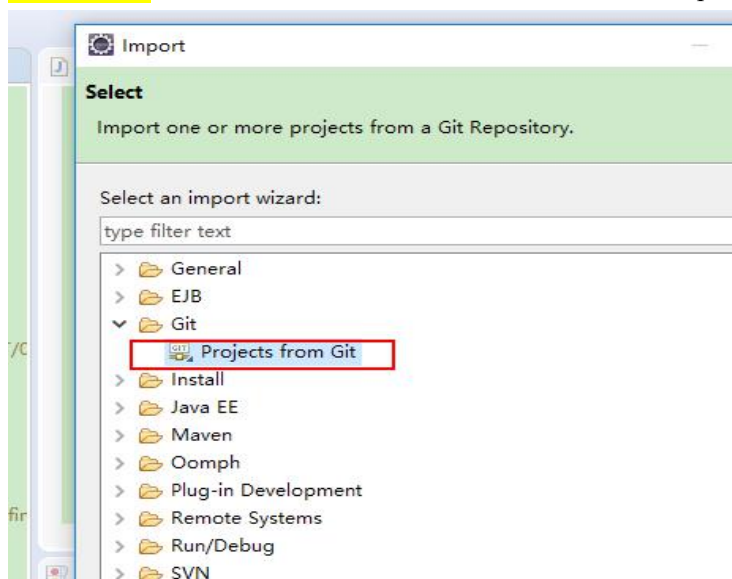 Import
Select
Import one or more projects from a Git Repository.
Select an import wizard:
type filter text
General
EJB
Git
Projects from Git
Install
Java EE
Maven
Oomph
Plug-in Development
Remote Systems
Run/Debug
SVN